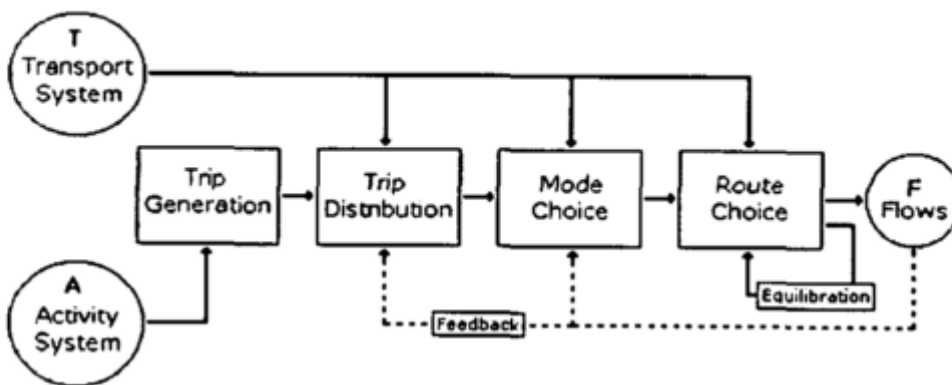 T
Transport
System
Trip
Generation
Trip
Distribution
Mode
Choice
Route
Choice
F
Flows
A
Activity
System
Equilibration
Feedback